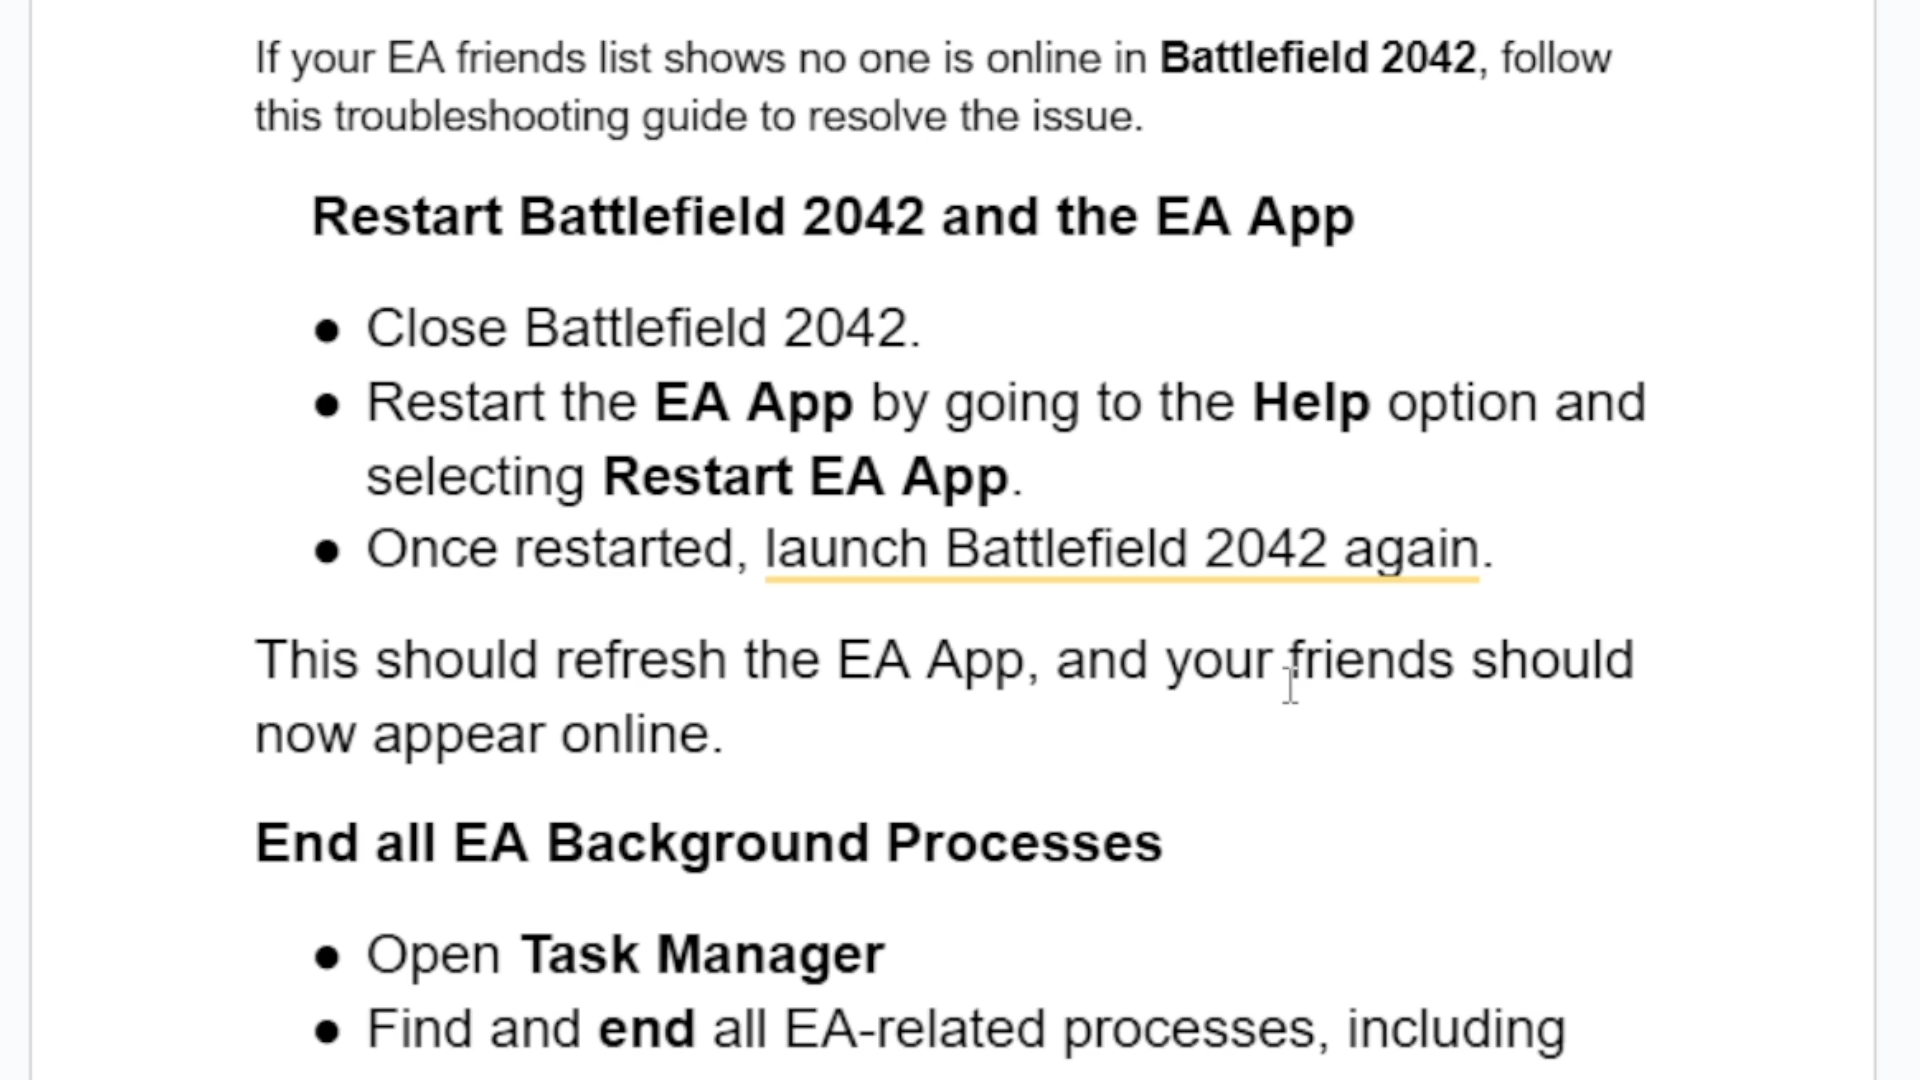 If your EA friends list shows no one is online in Battlefield 2042, follow
this troubleshooting guide to resolve the issue.
Restart Battlefield 2042 and the EA App
● Close Battlefield 2042.
● Restart the EA App by going to the Help option and
selecting Restart EA App.
● Once restarted, launch Battlefield 2042 again.
This should refresh the EA App, and your friends should
now appear online.
End all EA Background Processes
● Open Task Manager
● Find and end all EA-related processes, including